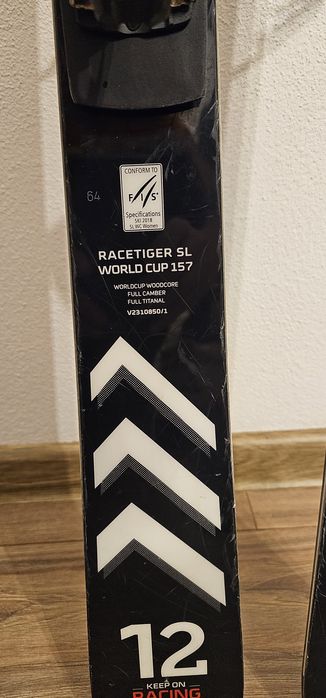 CONFORM TO
FIS
Specifications
SKI 2018
SL WC Women
64
RACETIGER SL
WORLD CUP 157
WORLDCUP WOODCORE
FULL CAMBER
FULL TITANAL
V2310850/1
12
KEEP ON
RACING